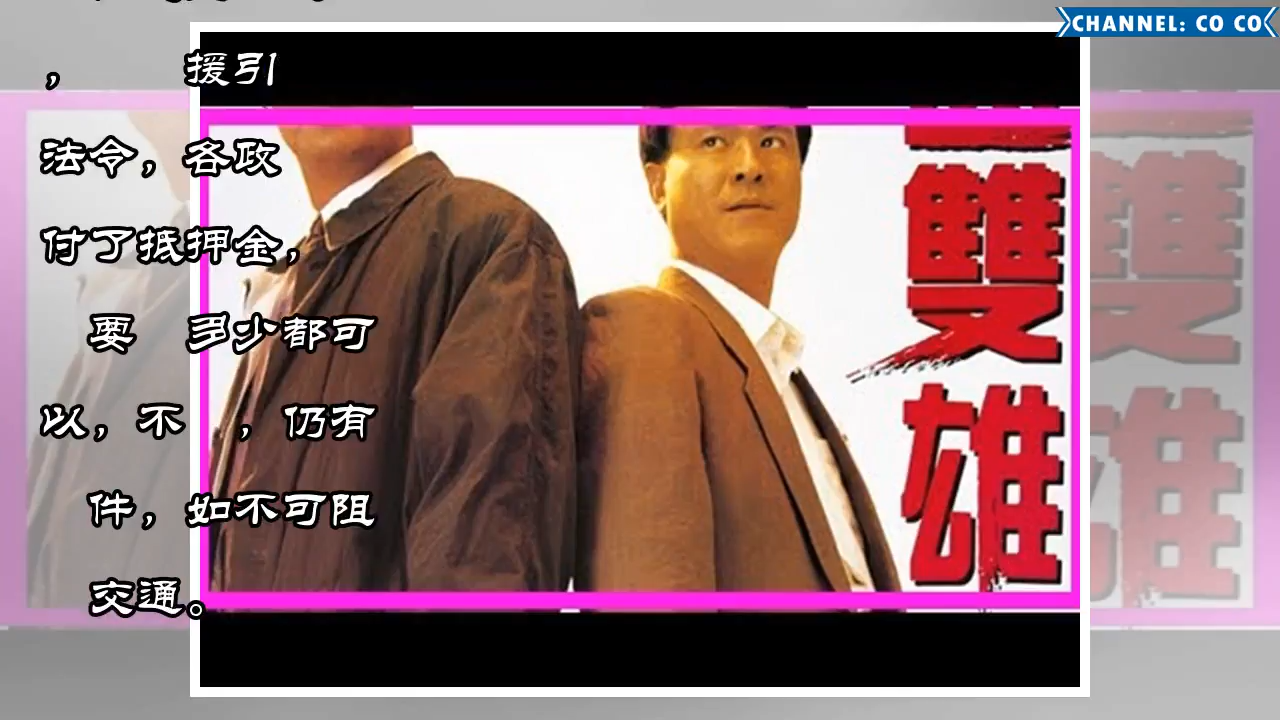 CHANNEL: CO CO
, 援引
法令，各政
付了抵押金，
要 多少都可
以，不 ，仍有
件，如不可阻
交通。
雙
雄